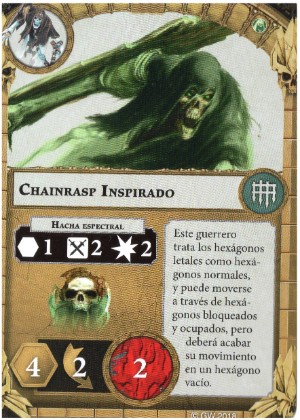 Chainrasp Inspirado
Hacha espectral
1 2 2
Este guerrero
trata los hexágonos
letales como hexá-
gonos normales,
y puede moverse
a través de hexá-
gonos bloqueados
y ocupados, pero
deberá acabar
su movimiento
en un hexágono
vacío.
4 2 2
© GW 2018